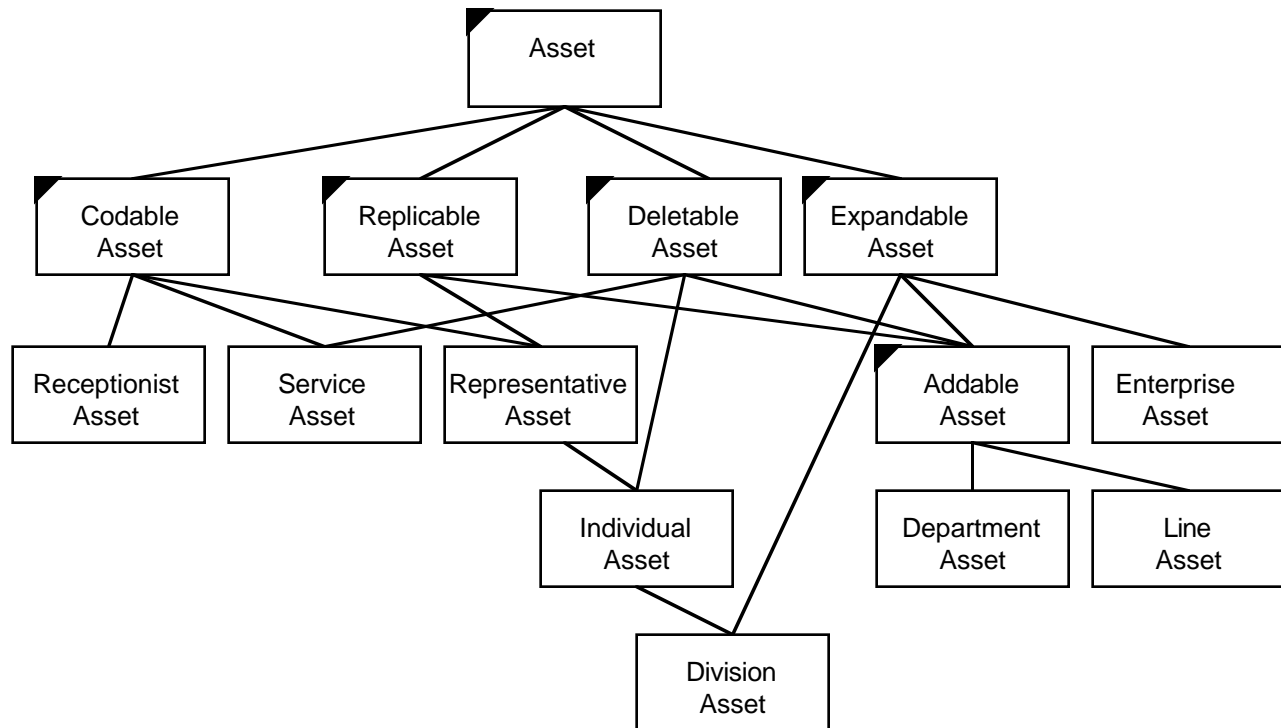 Asset
Codable
Asset
Replicable
Asset
Deletable
Asset
Expandable
Asset
Receptionist
Asset
Service
Asset
Representative
Asset
Addable
Asset
Enterprise
Asset
Individual
Asset
Department
Asset
Line
Asset
Division
Asset